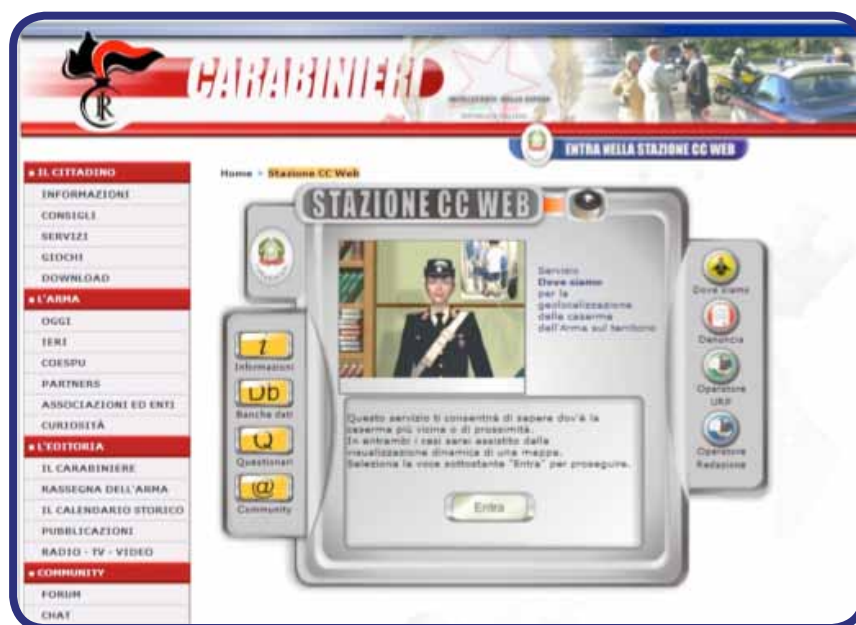 CARABINIERI
ENTRA NELLA STAZIONE CC WEB
IL CITTADINO
INFORMAZIONI
CONSIGLI
SERVIZI
GIOCHI
DOWNLOAD
L'ARMA
OGGI
IERI
COESPU
PARTNERS
ASSOCIAZIONI ED ENTI
CURIOSITÀ
L'EDITORIA
IL CARABINIERE
RASSEGNA DELL'ARMA
IL CALENDARIO STORICO
PUBBLICAZIONI
RADIO - TV - VIDEO
COMMUNITY
FORUM
CHAT
Home > Stazione CC Web
STAZIONE CC WEB
i
Informazioni
Db
Banche dati
Q
Questionari
@
Community
Servizio
Dove siamo
per la
geolocalizzazione
della caserma
dell'Arma sul territorio
Questo servizio ti consentirà di sapere dov'è la
caserma più vicina o di prossimità.
In entrambi i casi sarai assistito dalla
visualizzazione dinamica di una mappa.
Seleziona la voce sottostante "Entra" per proseguire.
Entra
Dove siamo
Denuncia
Operatore
URP
Operatore
Redazione